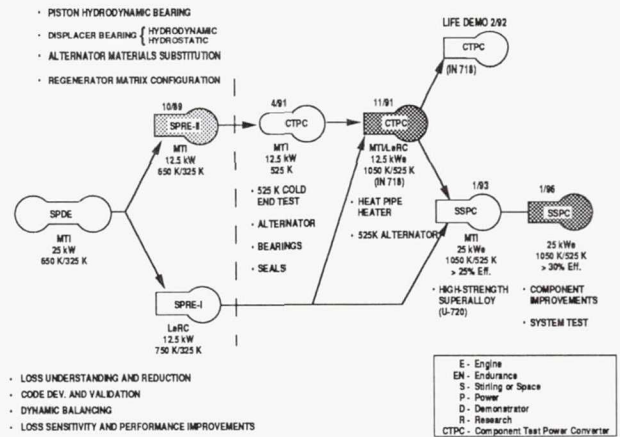 • PISTON HYDRODYNAMIC BEARING
• DISPLACER BEARING { HYDRODYNAMIC
HYDROSTATIC
• ALTERNATOR MATERIALS SUBSTITUTION
• REGENERATOR MATRIX CONFIGURATION
LIFE DEMO 2/92
CTPC
(IN 718)
10/89
SPRE-II
MTI
12.5 kW
650 K/325 K
4/91
CTPC
MTI
12.5 kW
525 K
• 525 K COLD
END TEST
• ALTERNATOR
• BEARINGS
• SEALS
11/91
CTPC
MTI/LeRC
12.5 kWe
1050 K/525 K
(IN 718)
• HEAT PIPE
HEATER
• 525K ALTERNATOR
SPDE
MTI
25 kW
650 K/325 K
1/93
SSPC
MTI
25 kWe
1050 K/525 K
> 25% Eff.
• HIGH-STRENGTH
SUPERALLOY
(U-720)
1/96
SSPC
25 kWe
1050 K/525 K
> 30% Eff.
• COMPONENT
IMPROVEMENTS
• SYSTEM TEST
SPRE-I
LeRC
12.5 kW
750 K/325 K
• LOSS UNDERSTANDING AND REDUCTION
• CODE DEV. AND VALIDATION
• DYNAMIC BALANCING
• LOSS SENSITIVITY AND PERFORMANCE IMPROVEMENTS
E - Engine
EN - Endurance
S - Stirling or Space
P - Power
D - Demonstrator
R - Research
CTPC - Component Test Power Converter